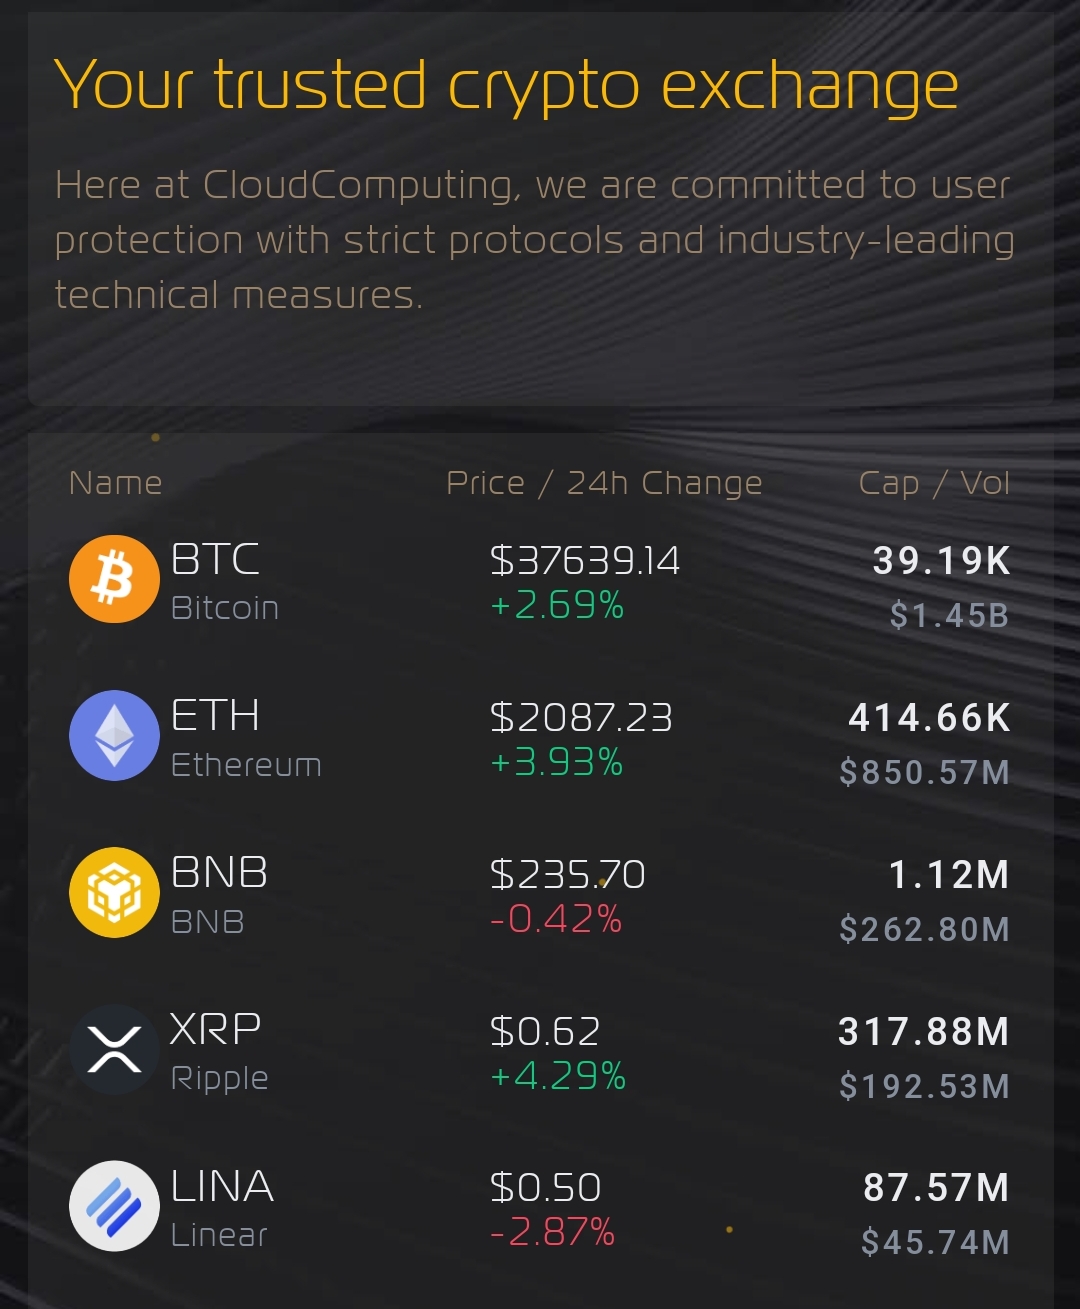 Your trusted crypto exchange
Here at CloudComputing, we are committed to user
protection with strict protocols and industry-leading
technical measures.
Name Price / 24h Change Cap / Vol
BTC $37639.14 39.19K
Bitcoin +2.69% $1.45B
ETH $2087.23 414.66K
Ethereum +3.93% $850.57M
BNB $235.70 1.12M
BNB -0.42% $262.80M
XRP $0.62 317.88M
Ripple +4.29% $192.53M
LINA $0.50 87.57M
Linear -2.87% $45.74M